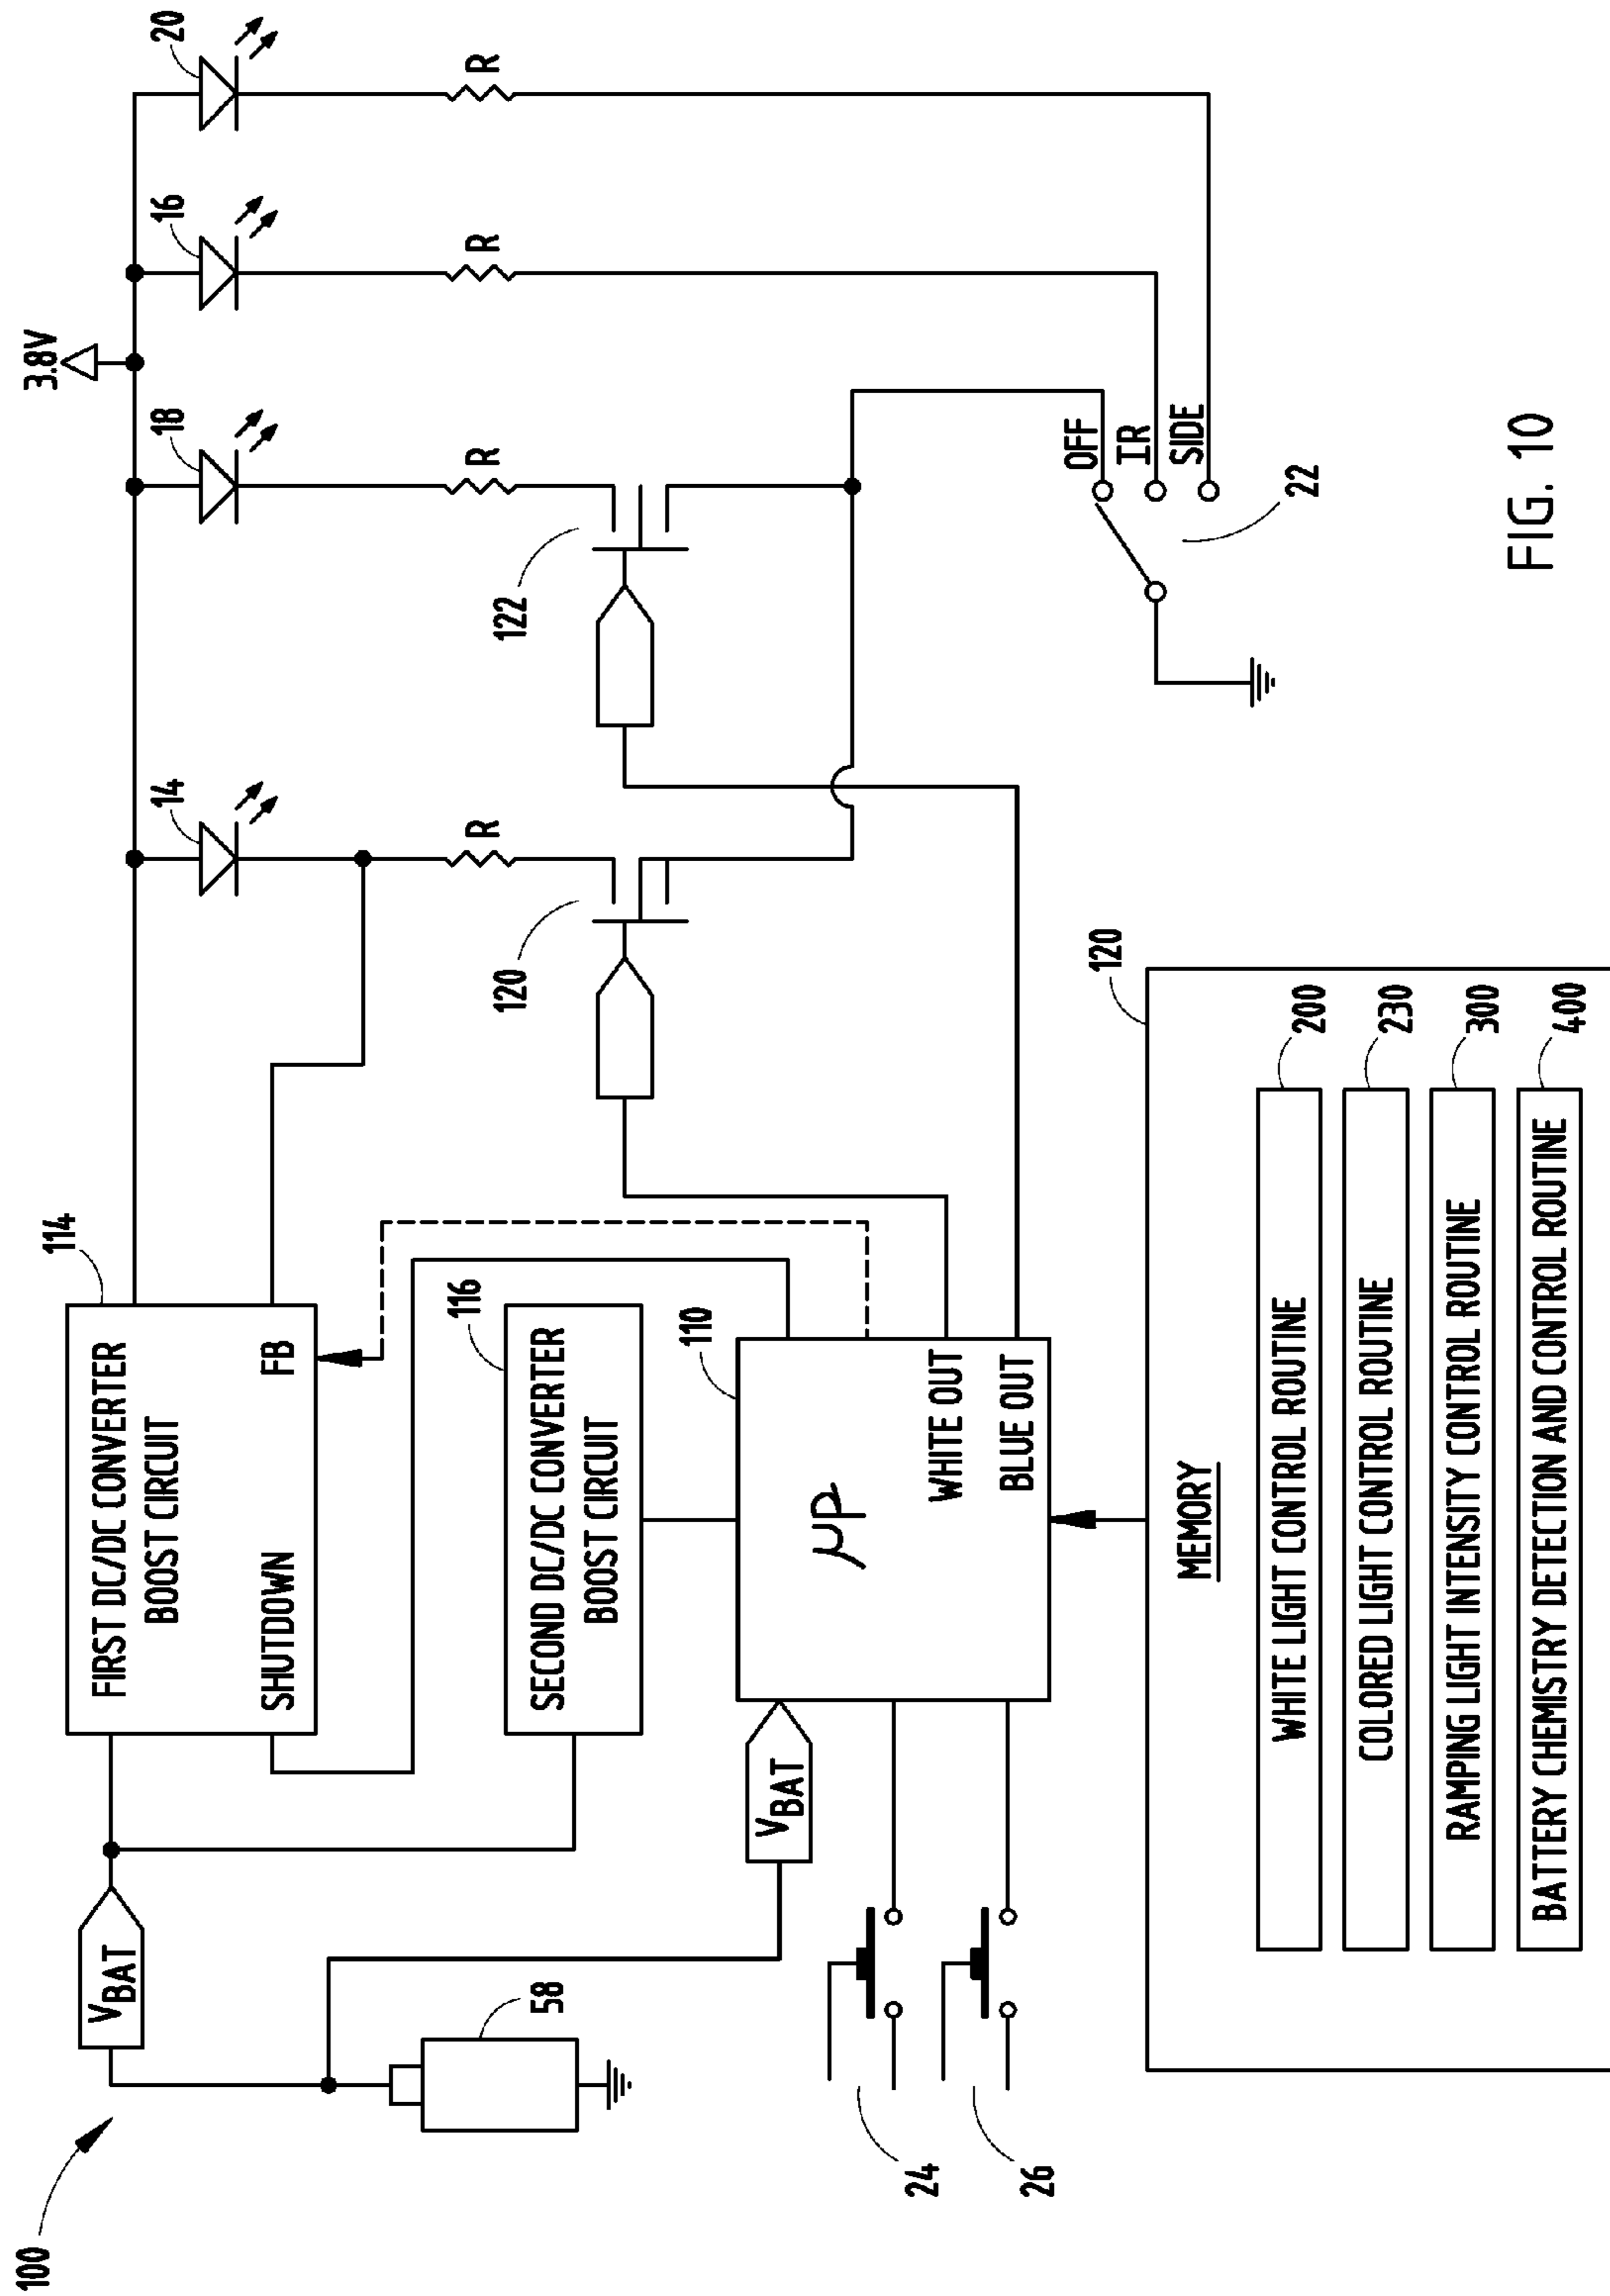 100
V_BAT
58
FIRST DC/DC CONVERTER
BOOST CIRCUIT
SHUTDOWN
FB
114
SECOND DC/DC CONVERTER
BOOST CIRCUIT
116
V_BAT
24
26
110
μP
WHITE OUT
BLUE OUT
14
R
120
18
R
122
3.8V
16
R
20
R
OFF
IR
SIDE
22
MEMORY
120
WHITE LIGHT CONTROL ROUTINE
200
COLORED LIGHT CONTROL ROUTINE
230
RAMPING LIGHT INTENSITY CONTROL ROUTINE
300
BATTERY CHEMISTRY DETECTION AND CONTROL ROUTINE
400
FIG. 10